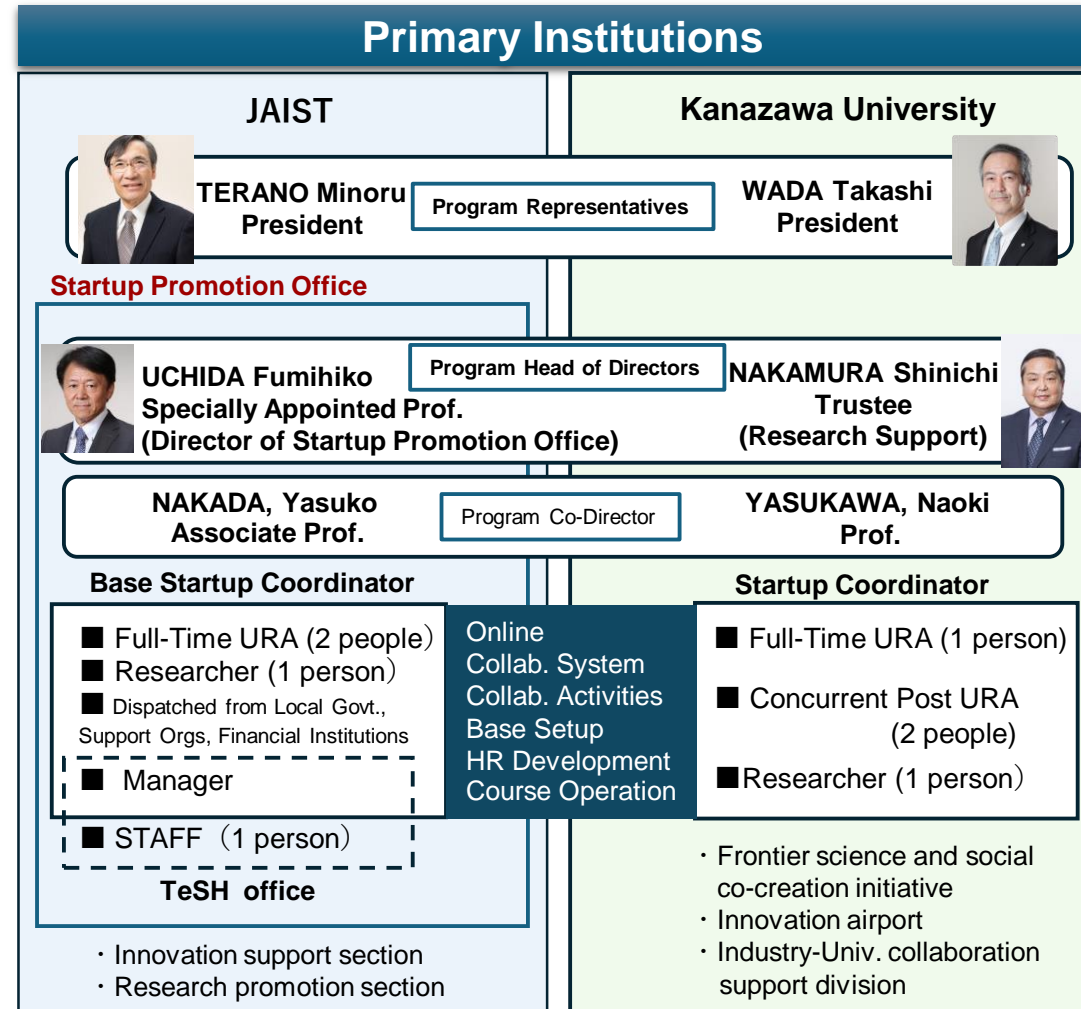 Primary Institutions
JAIST
Kanazawa University
TERANO Minoru
President
Program Representatives
WADA Takashi
President
Startup Promotion Office
UCHIDA Fumihiko
Specially Appointed Prof.
(Director of Startup Promotion Office)
Program Head of Directors
NAKAMURA Shinichi
Trustee
(Research Support)
NAKADA, Yasuko
Associate Prof.
Program Co-Director
YASUKAWA, Naoki
Prof.
Base Startup Coordinator
■ Full-Time URA (2 people）
■ Researcher (1 person）
■ Dispatched from Local Govt.,
Support Orgs, Financial Institutions
■ Manager
■ STAFF（1 person）
TeSH office
・Innovation support section
・Research promotion section
Online
Collab. System
Collab. Activities
Base Setup
HR Development
Course Operation
Startup Coordinator
■ Full-Time URA (1 person)
■ Concurrent Post URA
(2 people)
■Researcher (1 person）
・Frontier science and social
co-creation initiative
・Innovation airport
・Industry-Univ. collaboration
support division